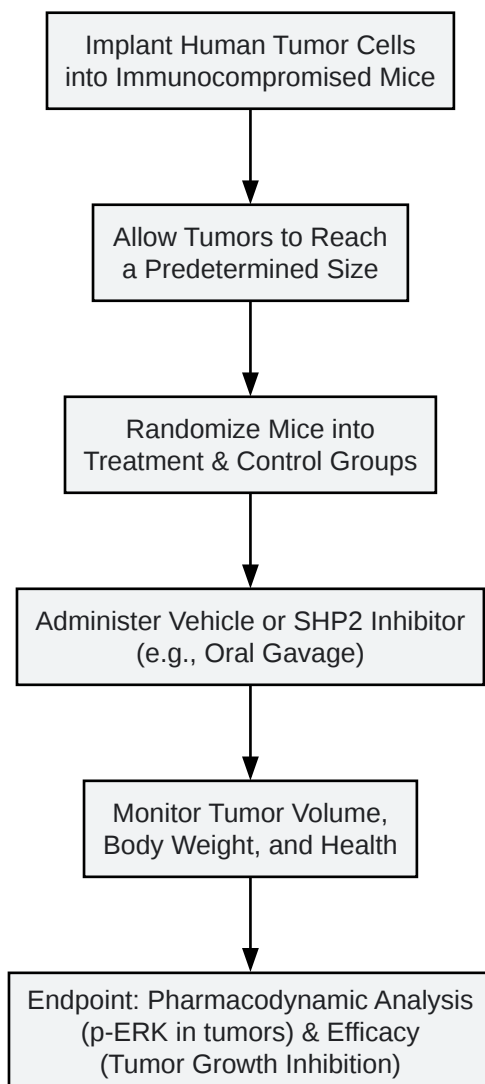 Implant Human Tumor Cells
into Immunocompromised Mice
Allow Tumors to Reach
a Predetermined Size
Randomize Mice into
Treatment & Control Groups
Administer Vehicle or SHP2 Inhibitor
(e.g., Oral Gavage)
Monitor Tumor Volume,
Body Weight, and Health
Endpoint: Pharmacodynamic Analysis
(p-ERK in tumors) & Efficacy
(Tumor Growth Inhibition)